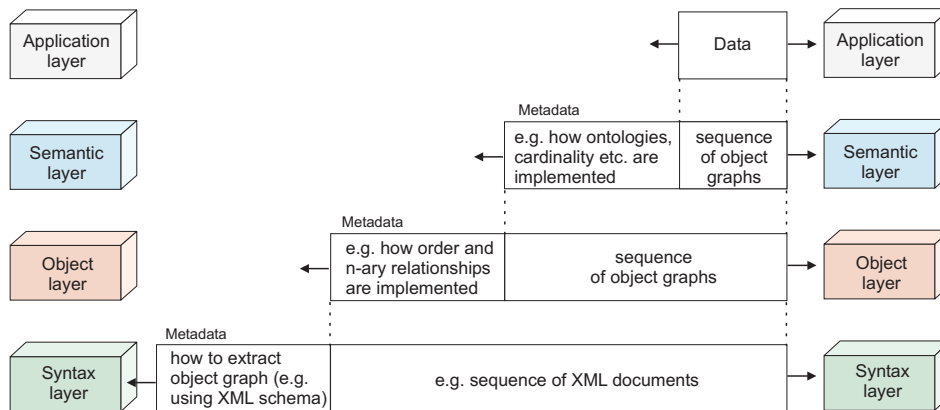 Application
layer
Data
Application
layer
Metadata
Semantic
layer
e.g. how ontologies,
cardinality etc. are
implemented
sequence
of object
graphs
Semantic
layer
Metadata
Object
layer
e.g. how order and
n-ary relationships
are implemented
sequence
of object graphs
Object
layer
Metadata
Syntax
layer
how to extract
object graph (e.g.
using XML schema)
e.g. sequence of XML documents
Syntax
layer